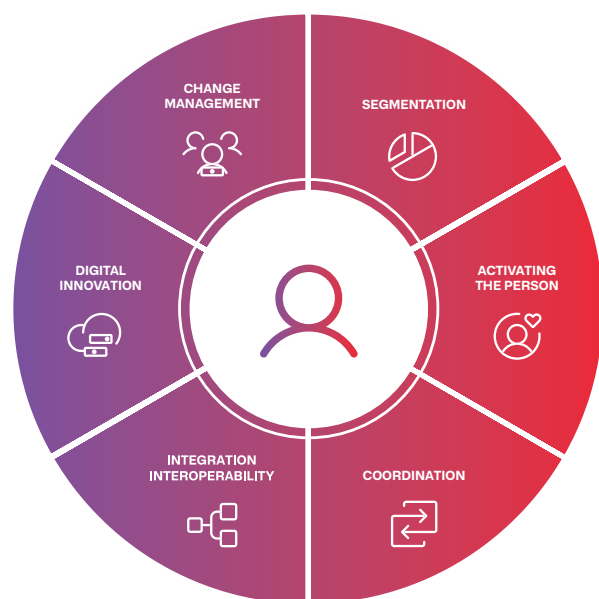 CHANGE
MANAGEMENT
SEGMENTATION
DIGITAL
INNOVATION
ACTIVATING
THE PERSON
INTEGRATION
INTEROPERABILITY
COORDINATION